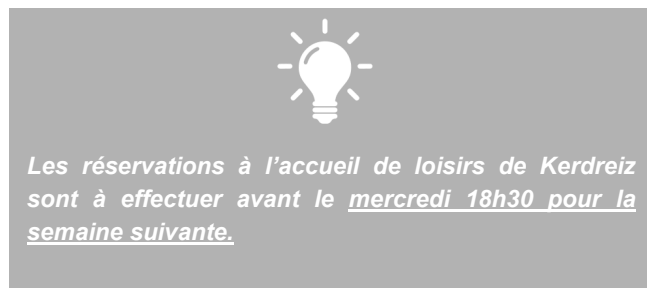 Les réservations à l’accueil de loisirs de Kerdreiz
sont à effectuer avant le mercredi 18h30 pour la
semaine suivante.